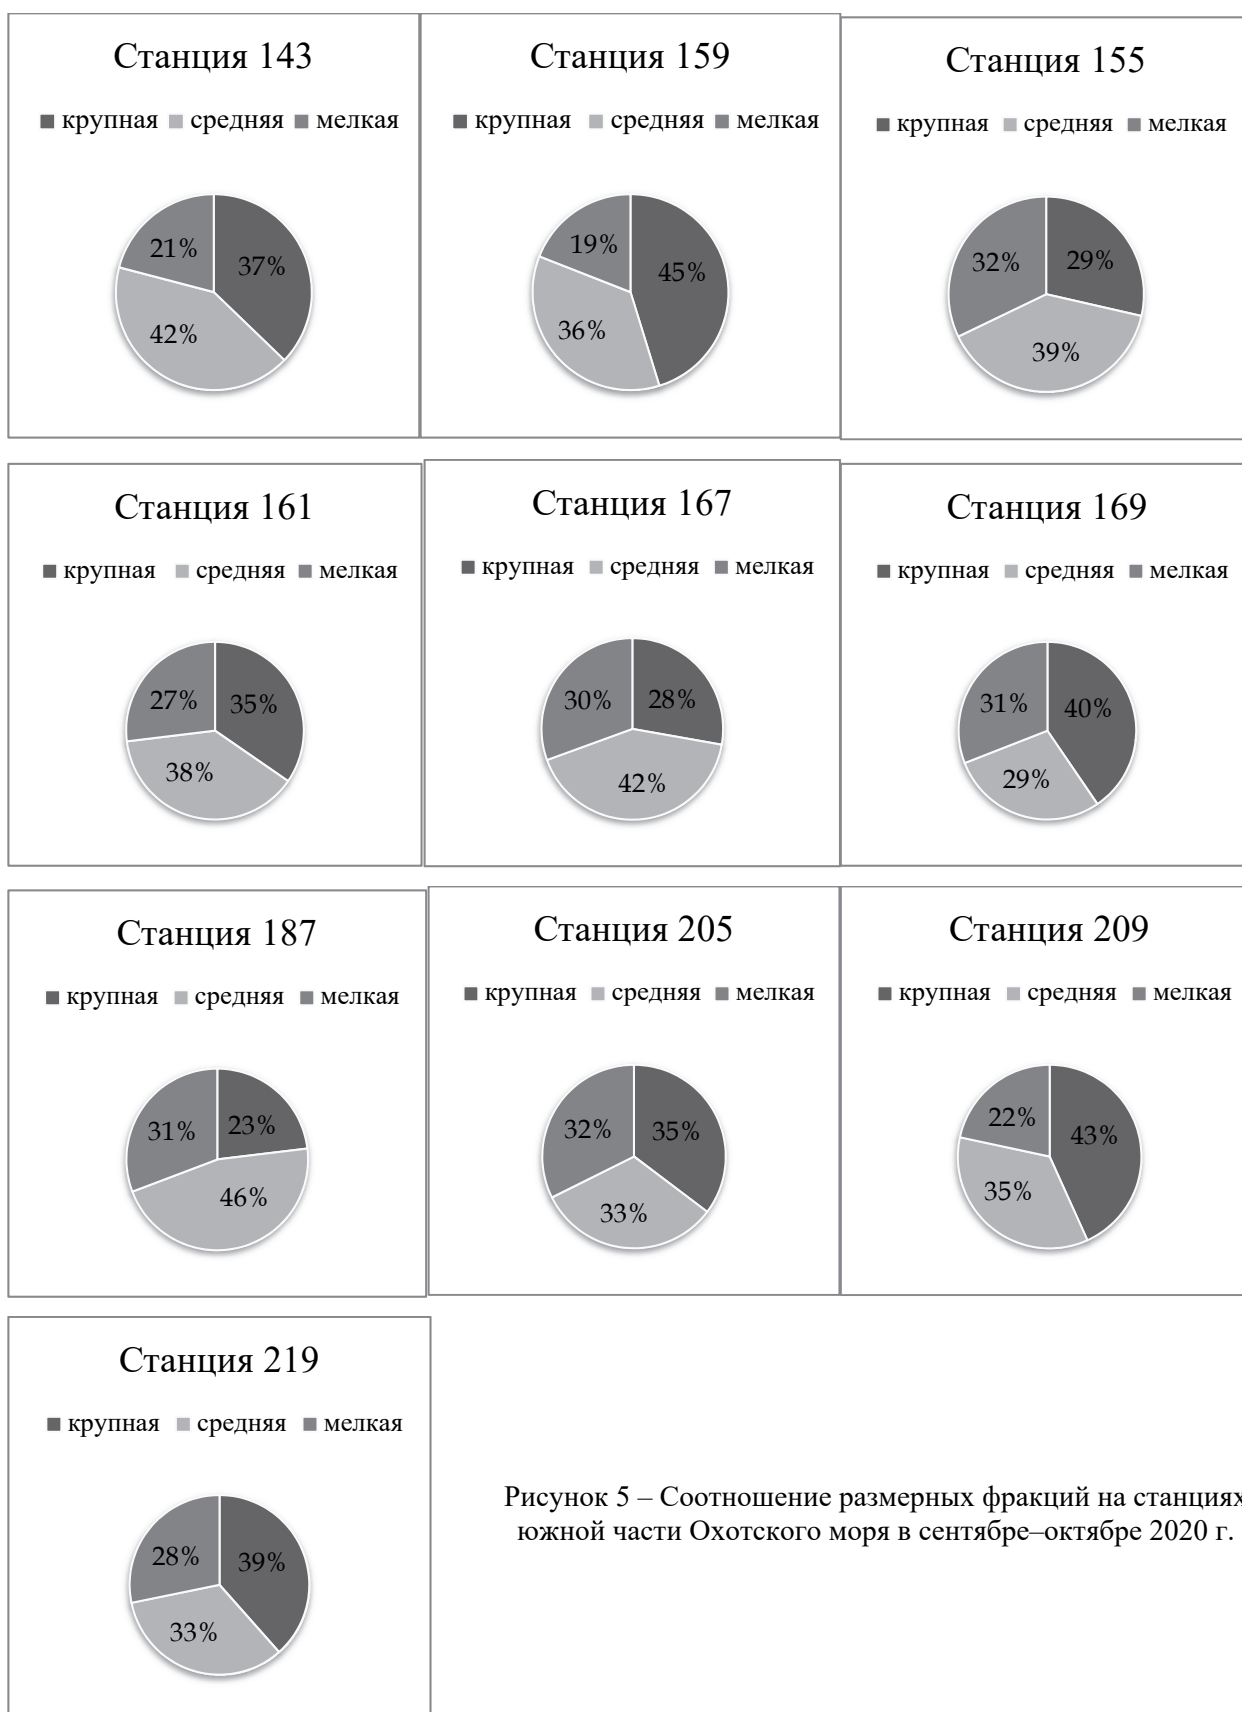 Станция 143
крупная средняя мелкая
21%
37%
42%
Станция 159
крупная средняя мелкая
19%
45%
36%
Станция 155
крупная средняя мелкая
32%
29%
39%
Станция 161
крупная средняя мелкая
27%
35%
38%
Станция 167
крупная средняя мелкая
30%
28%
42%
Станция 169
крупная средняя мелкая
31%
40%
29%
Станция 187
крупная средняя мелкая
31%
23%
46%
Станция 205
крупная средняя мелкая
32%
35%
33%
Станция 209
крупная средняя мелкая
22%
43%
35%
Станция 219
крупная средняя мелкая
28%
39%
33%
Рисунок 5 – Соотношение размерных фракций на станциях
южной части Охотского моря в сентябре–октябре 2020 г.